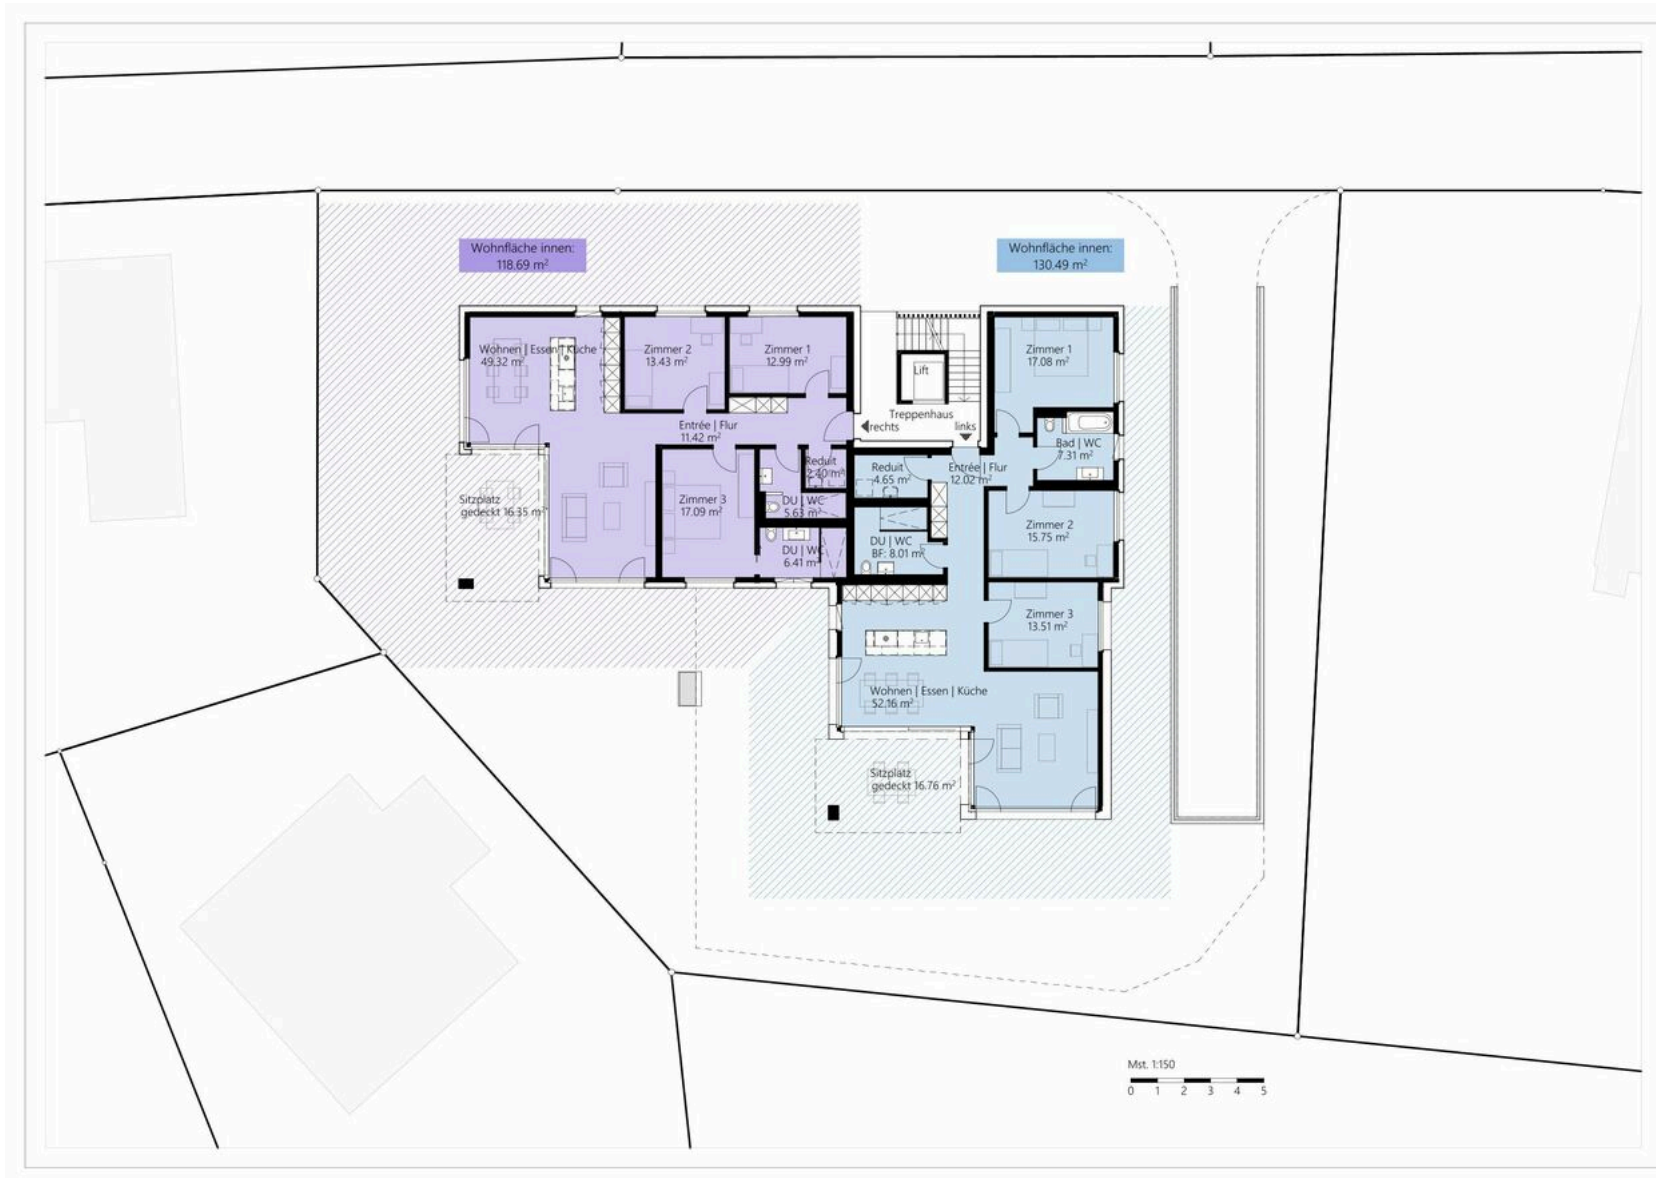 Wohnfläche innen:
118.69 m²
Wohnfläche innen:
130.49 m²
Wohnen | Essen | Küche
49.32 m²
Zimmer 2
13.43 m²
Zimmer 1
12.99 m²
Lift
Zimmer 1
17.08 m²
Treppenhaus
rechts
links
Entrée | Flur
11.42 m²
Bad | WC
7.31 m²
Reduit
2.40 m²
Reduit
4.65 m²
Entrée | Flur
12.02 m²
Sitzplatz
gedeckt 16.35 m²
Zimmer 3
17.09 m²
DU | WC
5.63 m²
Zimmer 2
15.75 m²
DU | WC
6.41 m²
DU | WC
BF: 8.01 m²
Zimmer 3
13.51 m²
Wohnen | Essen | Küche
52.16 m²
Sitzplatz
gedeckt 16.76 m²
Mst. 1:150
0 1 2 3 4 5